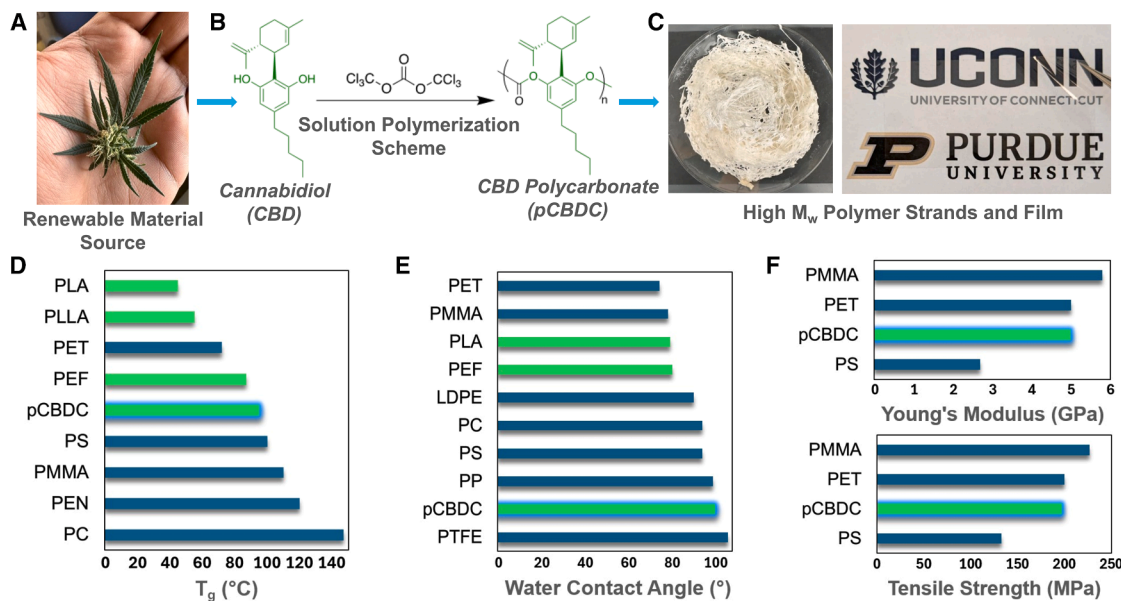 A
B
C
HO
OH
Cl3C
O
O
O
CCl3
O
O
O
n
UCONN
UNIVERSITY OF CONNECTICUT
P PURDUE
UNIVERSITY
Solution Polymerization
Scheme
Cannabidiol
(CBD)
CBD Polycarbonate
(pCBDC)
Renewable Material
Source
High Mw Polymer Strands and Film
D
PLA
PLLA
PET
PEF
pCBDC
PS
PMMA
PEN
PC
0 20 40 60 80 100 120 140
Tg (°C)
E
PET
PMMA
PLA
PEF
LDPE
PC
PS
PP
pCBDC
PTFE
0 20 40 60 80 100
Water Contact Angle (°)
F
PMMA
PET
pCBDC
PS
0 1 2 3 4 5 6
Young's Modulus (GPa)
PMMA
PET
pCBDC
PS
0 50 100 150 200 250
Tensile Strength (MPa)